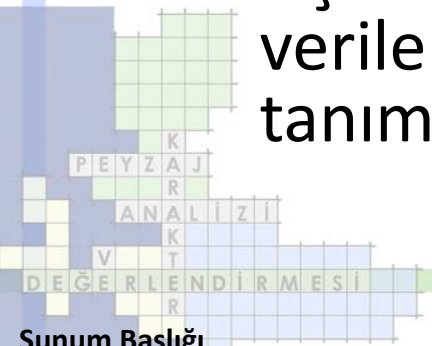 verile
tanım
K
PEYZAJ
R
ANALİZİ
K
V T
DEĞERLENDİRMESİ
R
Sunum Başlığı